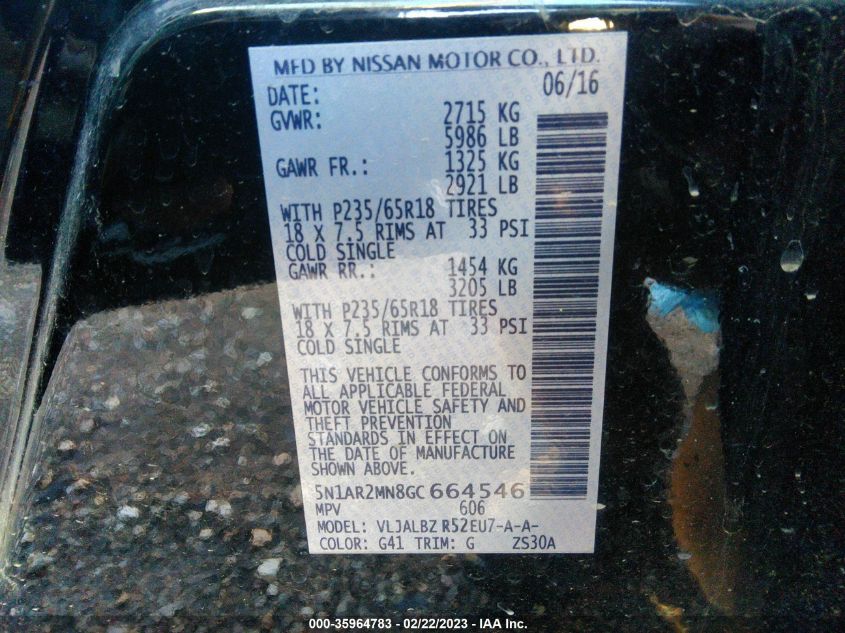 MFD BY NISSAN MOTOR CO., LTD.
DATE: 06/16
GVWR: 2715 KG
5986 LB
GAWR FR.: 1325 KG
2921 LB
WITH P235/65R18 TIRES
18 X 7.5 RIMS AT 33 PSI
COLD SINGLE
GAWR RR.: 1454 KG
3205 LB
WITH P235/65R18 TIRES
18 X 7.5 RIMS AT 33 PSI
COLD SINGLE
THIS VEHICLE CONFORMS TO
ALL APPLICABLE FEDERAL
MOTOR VEHICLE SAFETY AND
THEFT PREVENTION
STANDARDS IN EFFECT ON
THE DATE OF MANUFACTURE
SHOWN ABOVE.
5N1AR2MN8GC 664546
MPV 606
MODEL: VLJALBZ R52EU7-A-A-
COLOR: G41 TRIM: G ZS30A
000-35964783 - 02/22/2023 - IAA Inc.